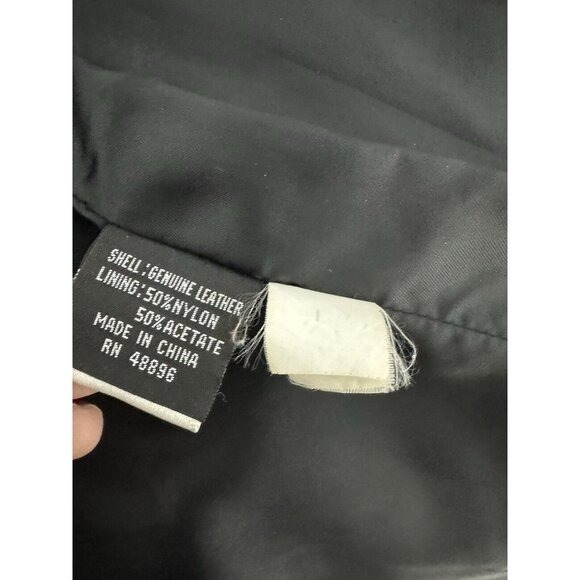 SHELL: GENUINE LEATHER
LINING: 50% NYLON
50% ACETATE
MADE IN CHINA
RN 48896